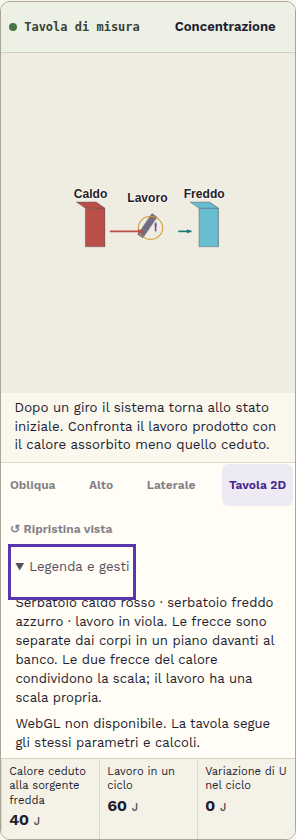 Tavola di misura
Concentrazione
Caldo
Lavoro
Freddo
Dopo un giro il sistema torna allo stato
iniziale. Confronta il lavoro prodotto con
il calore assorbito meno quello ceduto.
Obliqua
Alto
Laterale
Tavola 2D
↺ Ripristina vista
▼ Legenda e gesti
Serbatoio caldo rosso · serbatoio freddo
azzurro · lavoro in viola. Le frecce sono
separate dai corpi in un piano davanti al
banco. Le due frecce del calore
condividono la scala; il lavoro ha una
scala propria.
WebGL non disponibile. La tavola segue
gli stessi parametri e calcoli.
Calore ceduto
alla sorgente
fredda
40 J
Lavoro in un
ciclo
60 J
Variazione di U
nel ciclo
0 J